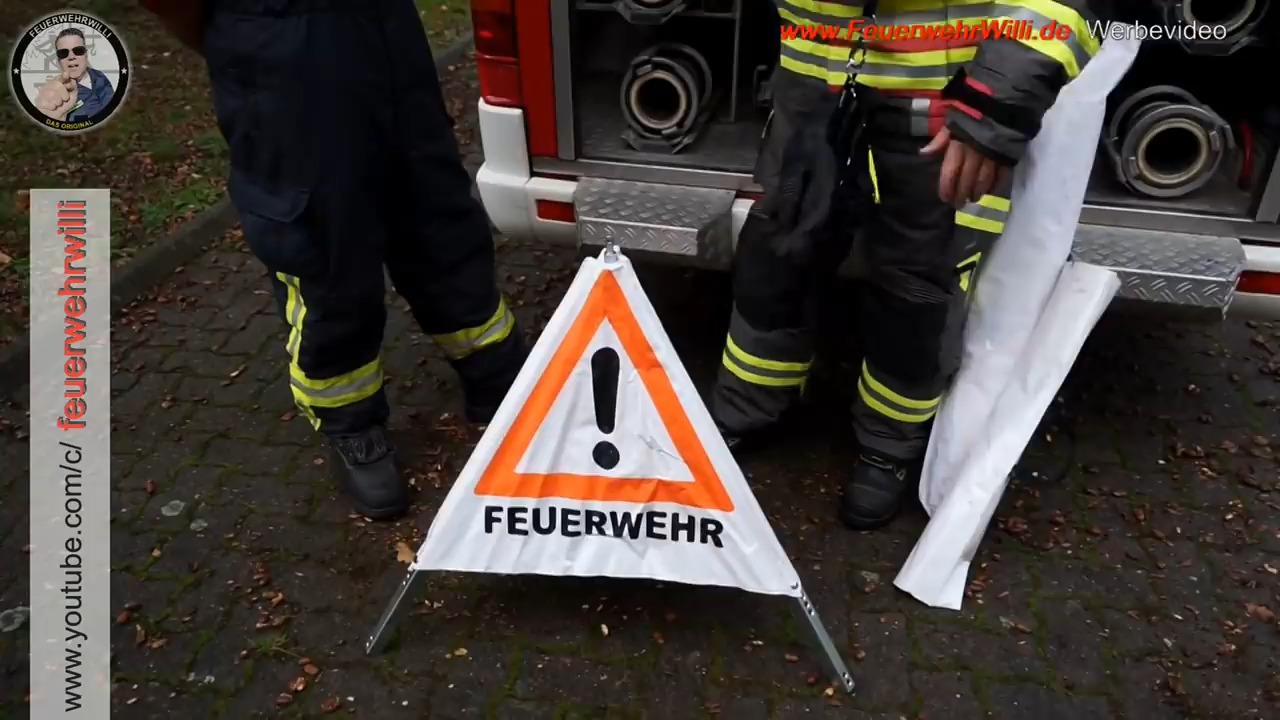 FEUERWEHRWILLI
DAS ORIGINAL
www.FeuerwehrWilli.de Werbevideo
www.youtube.com/c/ feuerwehrwilli
FEUERWEHR